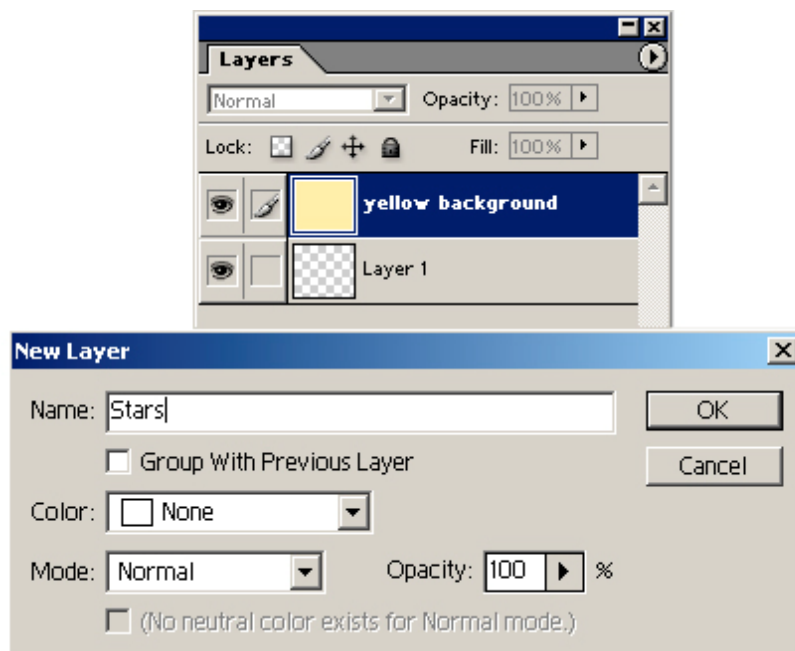 Layers
Normal Opacity: 100%
Lock: Fill: 100%
yellow background
Layer 1
New Layer
Name: Stars OK
Group With Previous Layer Cancel
Color: None
Mode: Normal Opacity: 100 %
(No neutral color exists for Normal mode.)